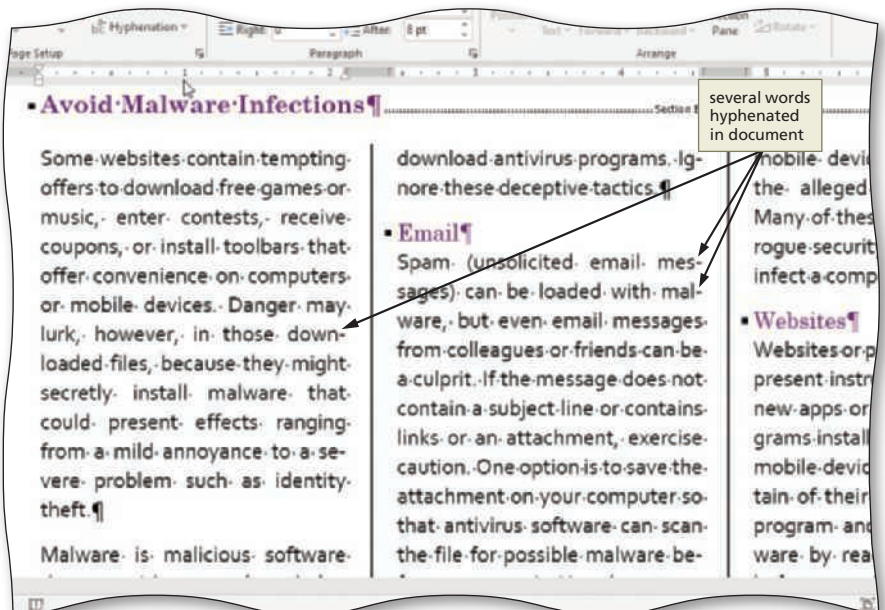 Hyphenation
Right:
After:
8 pt
Pane
Rotate
Page Setup
Paragraph
Arrange
several words
hyphenated
in document
Avoid·Malware·Infections¶
Some·websites·contain·tempting·
offers·to·download·free·games·or·
music,·enter·contests,·receive·
coupons,·or·install·toolbars·that·
offer·convenience·on·computers·
or·mobile·devices.·Danger·may·
lurk,·however,·in·those·down-
loaded·files,·because·they·might·
secretly·install·malware·that·
could·present·effects·ranging·
from·a·mild·annoyance·to·a·se-
vere·problem·such·as·identity·
theft.¶
Malware·is·malicious·software·
download·antivirus·programs.·Ig-
nore·these·deceptive·tactics.¶
Email¶
Spam·(unsolicited·email·mes-
sages)·can·be·loaded·with·mal-
ware,·but·even·email·messages·
from·colleagues·or·friends·can·be·
a·culprit.·If·the·message·does·not·
contain·a·subject·line·or·contains·
links·or·an·attachment,·exercise·
caution.·One·option·is·to·save·the·
attachment·on·your·computer·so·
that·antivirus·software·can·scan·
the·file·for·possible·malware·be-
mobile·devic
the·alleged
Many·of·thes
rogue·security
infect·a·comp
Websites¶
Websites·or·p
present·instr
new·apps·or
grams·install
mobile·devic
tain·of·their
program·and
ware·by·rea